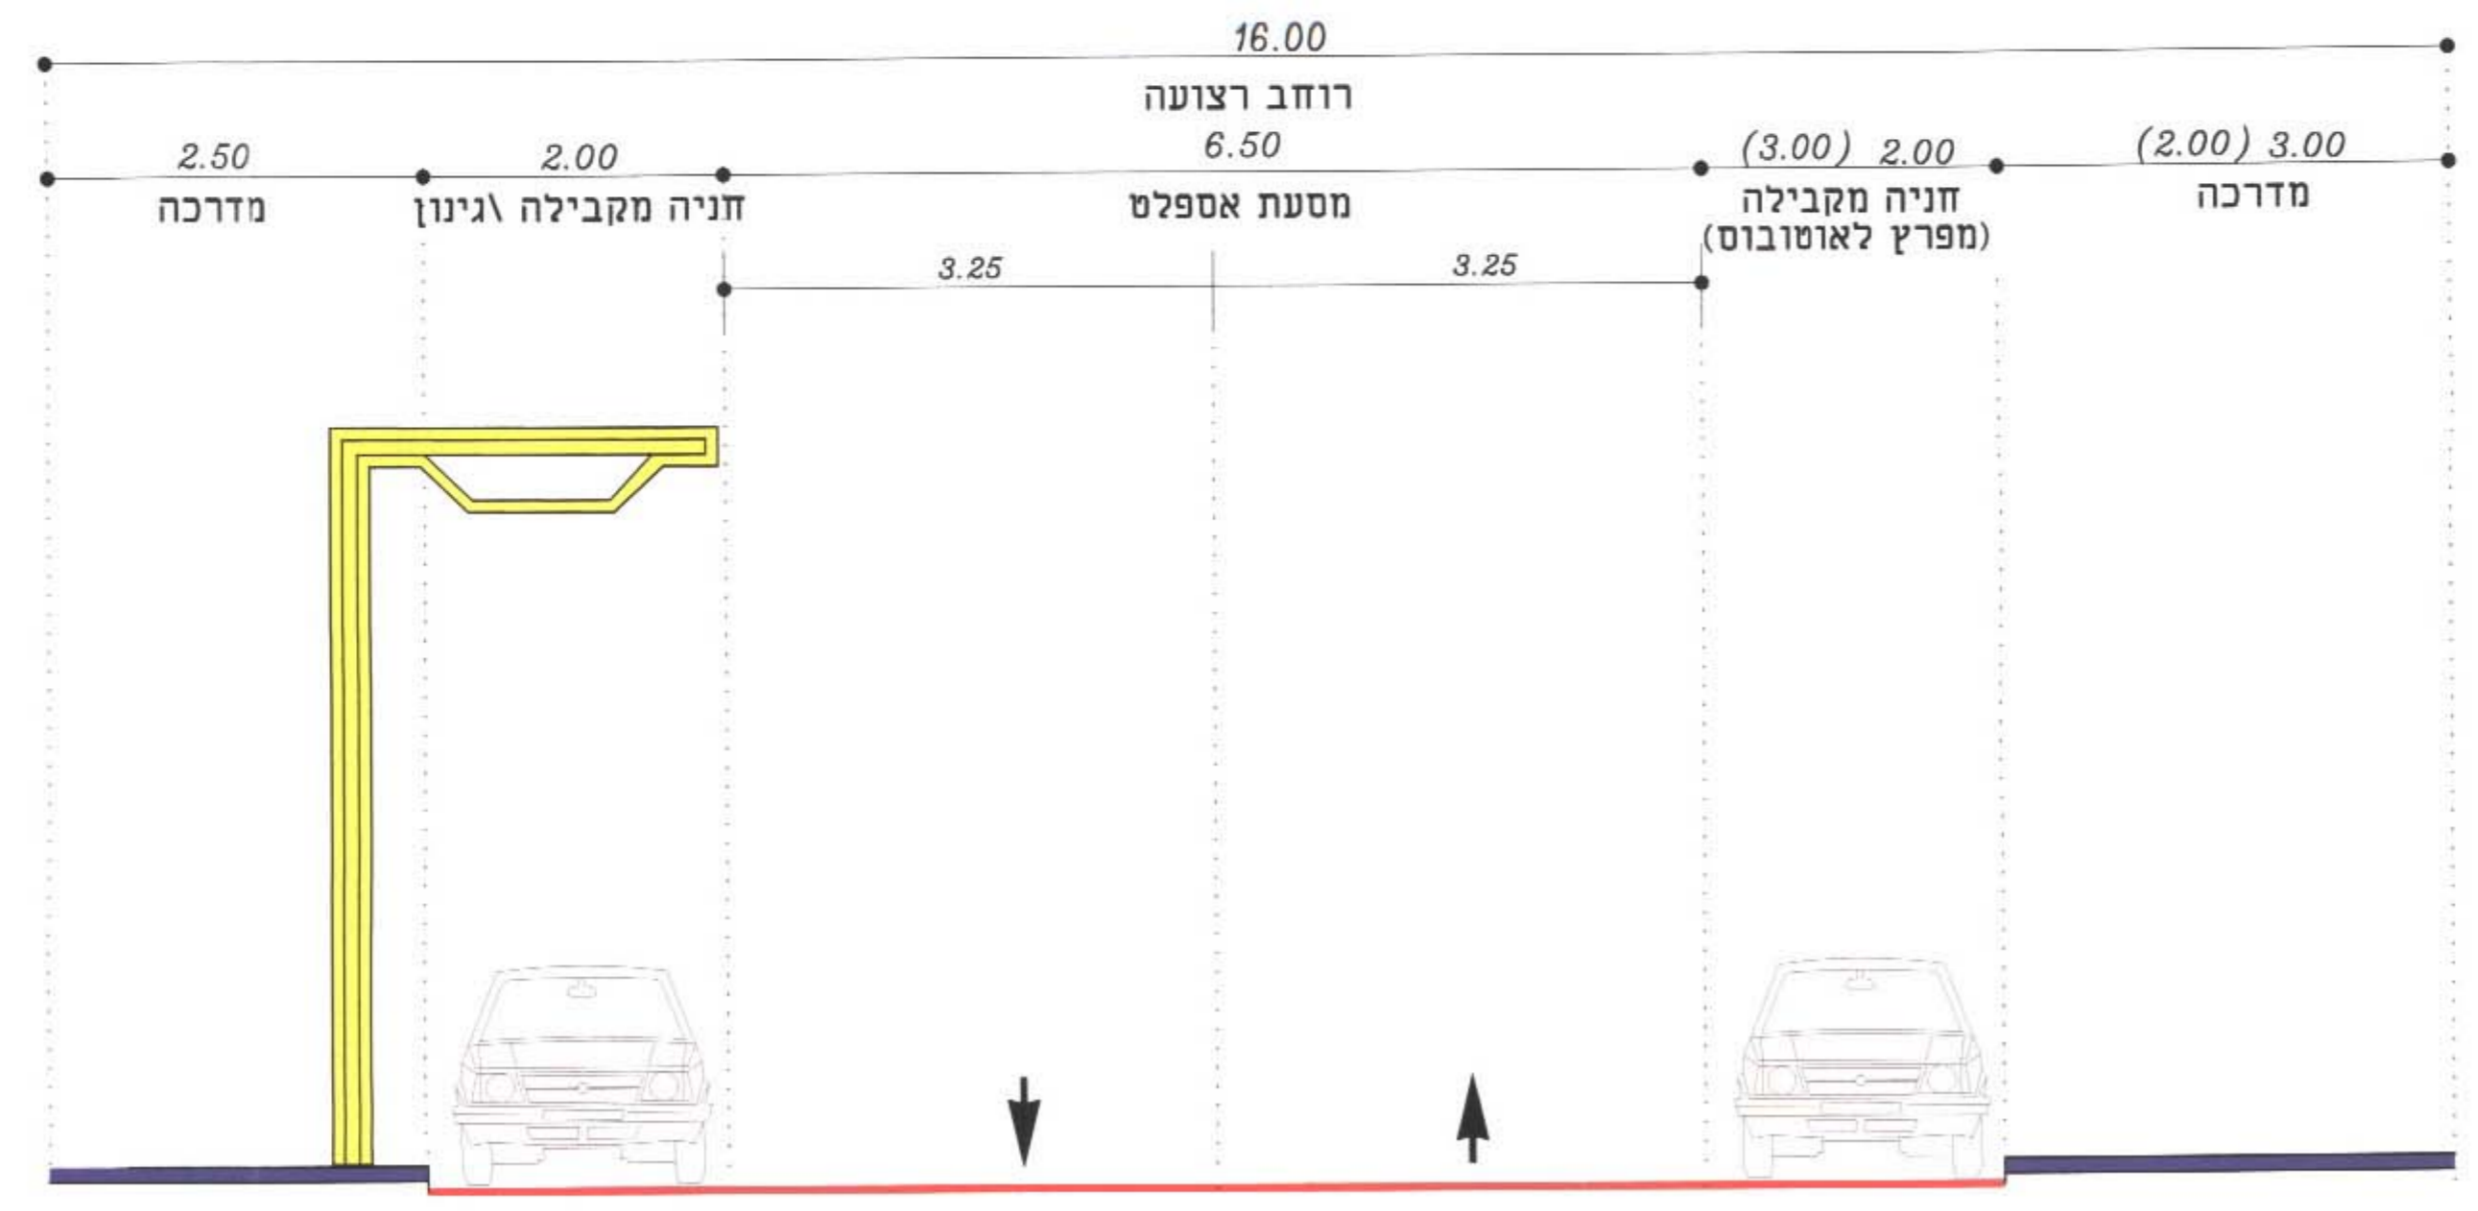 16.00
רוחב רצועה
2.50
2.00
6.50
(3.00) 2.00
(2.00) 3.00
מדרכה
חניה מקבילה \גינון
מסעת אספלט
חניה מקבילה
(מפרץ לאוטובוס)
מדרכה
3.25
3.25